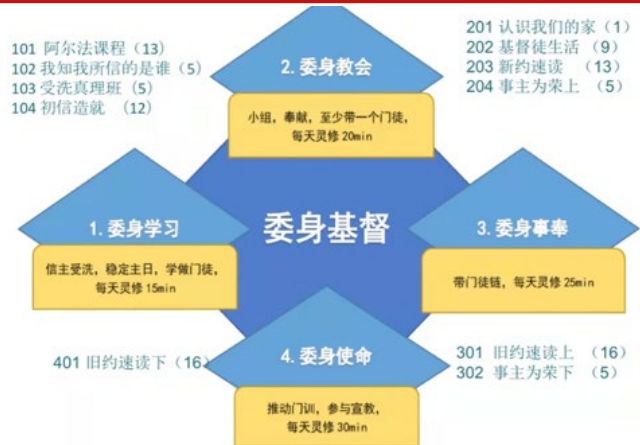 101 阿尔法课程（13）
102 我知我所信的是谁（5）
103 受洗真理班（5）
104 初信造就 （12）
2. 委身教会
小组，奉献，至少带一个门徒，
每天灵修 20min
201 认识我们的家（1）
202 基督徒生活 （9）
203 新约速读 （13）
204 事主为荣上 （5）
1. 委身学习
信主受洗，稳定主日，学做门徒，
每天灵修 15min
委身基督
3. 委身事奉
带门徒链，每天灵修 25min
401 旧约速读下（16
4. 委身使命
推动门训，参与宣教，
每天灵修 30min
301 旧约速读上 （16）
302 事主为荣下 （5）